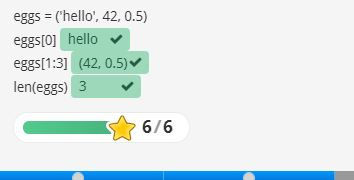 eggs = ('hello', 42, 0.5)
eggs[0] hello
eggs[1:3] (42, 0.5)
len(eggs) 3
6/6